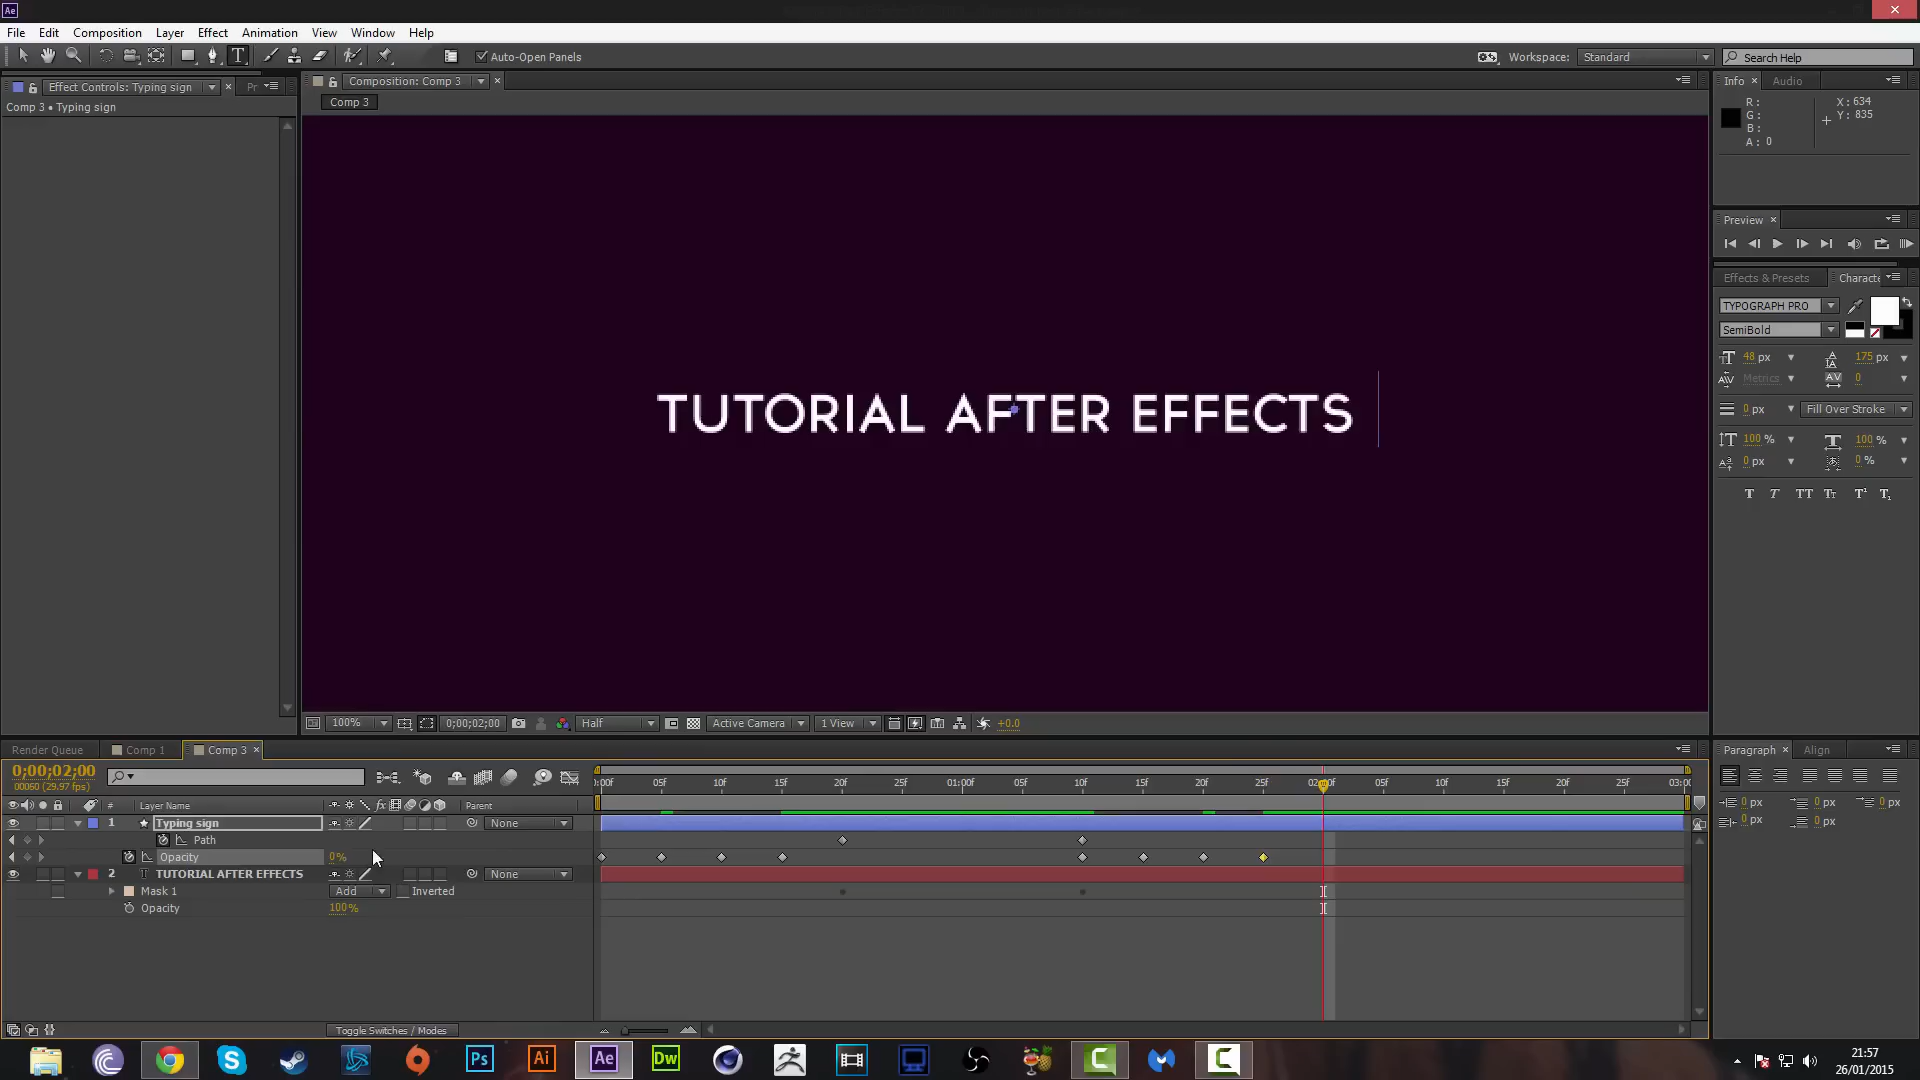 Ae
File Edit Composition Layer Effect Animation View Window Help
T Auto-Open Panels Workspace: Standard Search Help
Effect Controls: Typing sign Pr Composition: Comp 3 Info Audio
Comp 3 • Typing sign Comp 3
R: X: 634
G: Y: 835
B:
A: 0
Preview
Effects & Presets Characte
TYPOGRAPH PRO
SemiBold
48 px 175 px
Metrics 0
0 px Fill Over Stroke
100 % 100 %
0 px 0 %
T T TT Tt T¹ T₁
TUTORIAL AFTER EFFECTS
100% 0;00;02;00 Half Active Camera 1 View +0.0
Render Queue Comp 1 Comp 3 Paragraph Align
0;00;02;00
00060 (29.97 fps)
0:00f 05f 10f 15f 20f 25f 01:00f 05f 10f 15f 20f 25f 02:00f 05f 10f 15f 20f 25f 03:00
# Layer Name fx Parent
0 px 0 px 0 px
0 px 0 px
1 Typing sign None
Path
Opacity 0%
2 T TUTORIAL AFTER EFFECTS None
Mask 1 Add Inverted
Opacity 100%
Toggle Switches / Modes
Ps Ai Ae Dw
21:57
26/01/2015